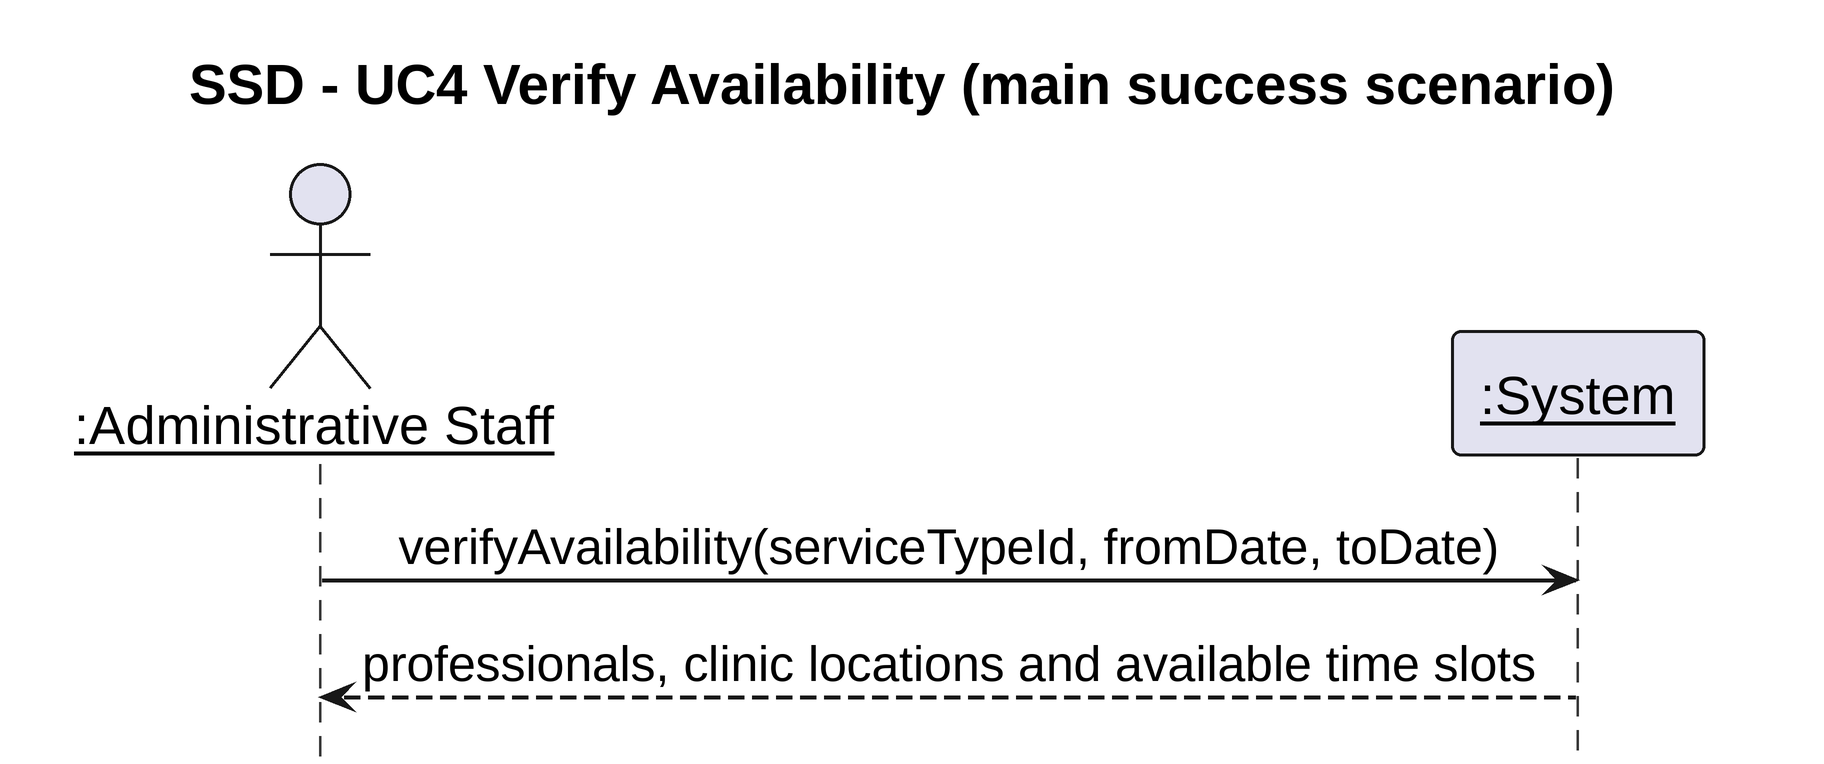 SSD - UC4 Verify Availability (main success scenario)
:Administrative Staff
:System
verifyAvailability(serviceTypeId, fromDate, toDate)
professionals, clinic locations and available time slots